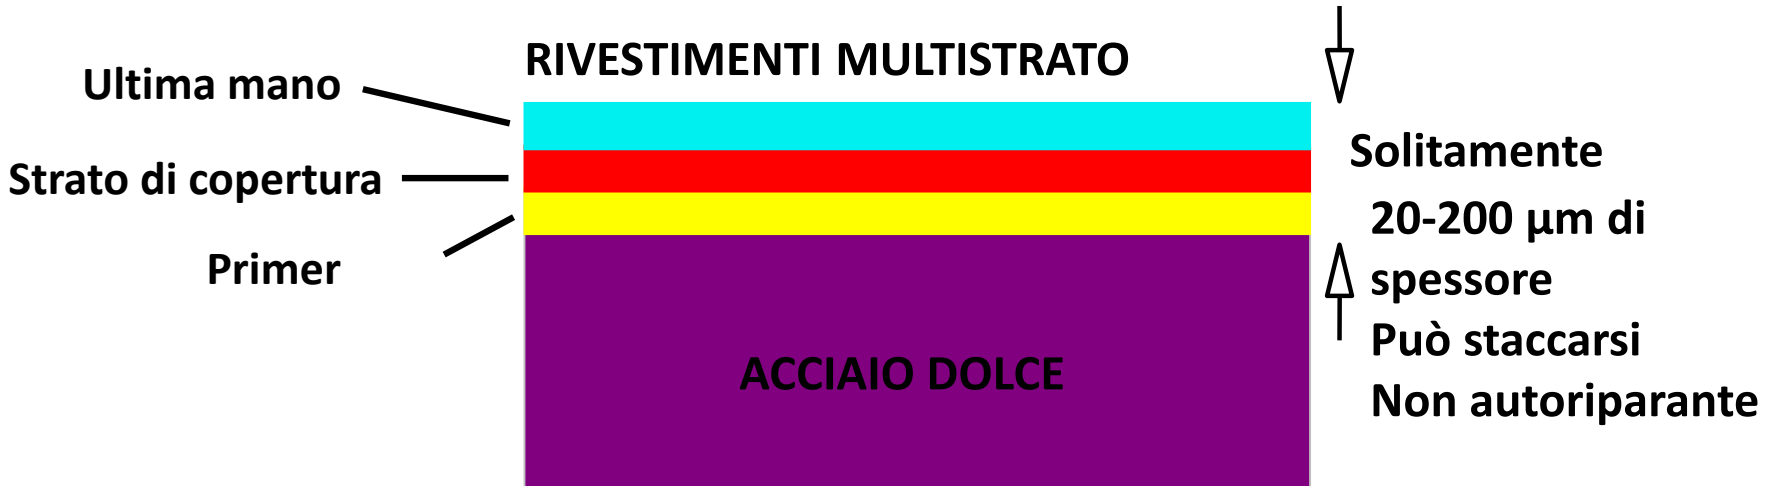 RIVESTIMENTI MULTISTRATO
Ultima mano
Strato di copertura
Primer
ACCIAIO DOLCE
Solitamente
20-200 µm di
spessore
Può staccarsi
Non autoriparante